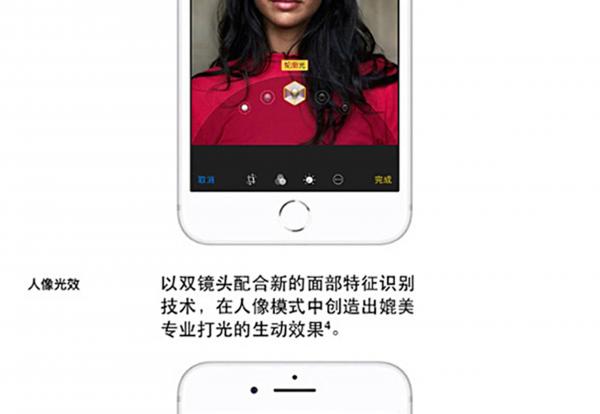 轮廓光
取消
完成
人像光效
以双镜头配合新的面部特征识别
技术，在人像模式中创造出媲美
专业打光的生动效果⁴。